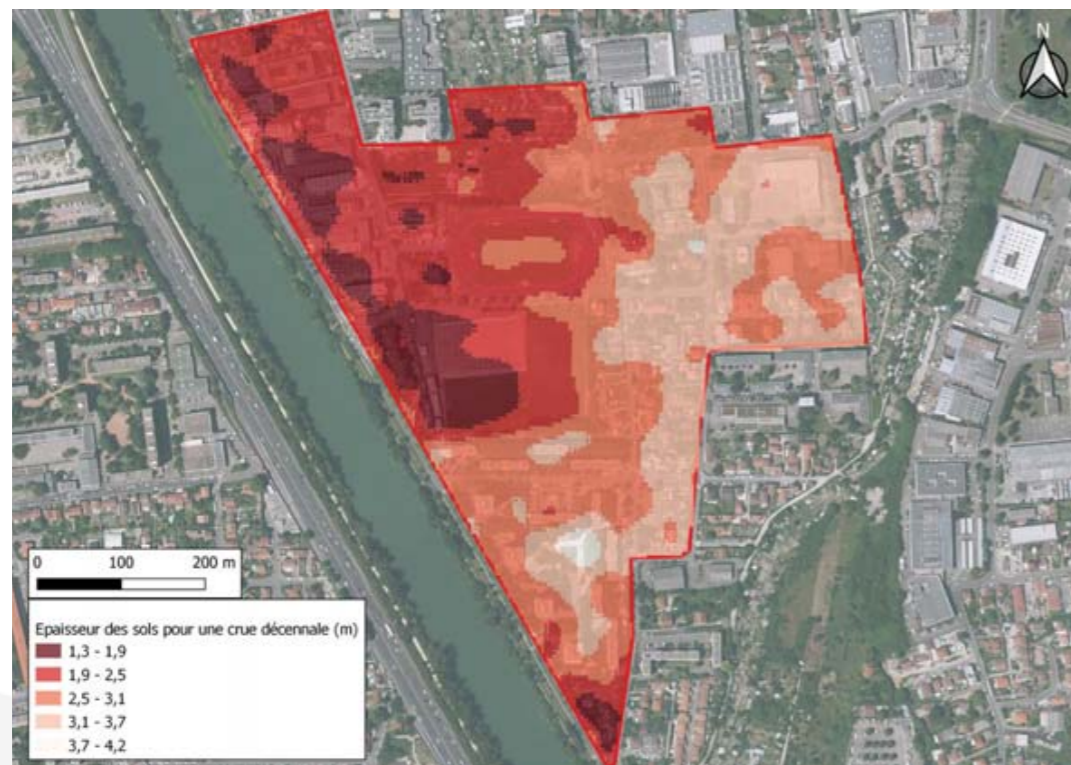 N
0 100 200 m
Epaisseur des sols pour une crue décennale (m)
1,3 - 1,9
1,9 - 2,5
2,5 - 3,1
3,1 - 3,7
3,7 - 4,2